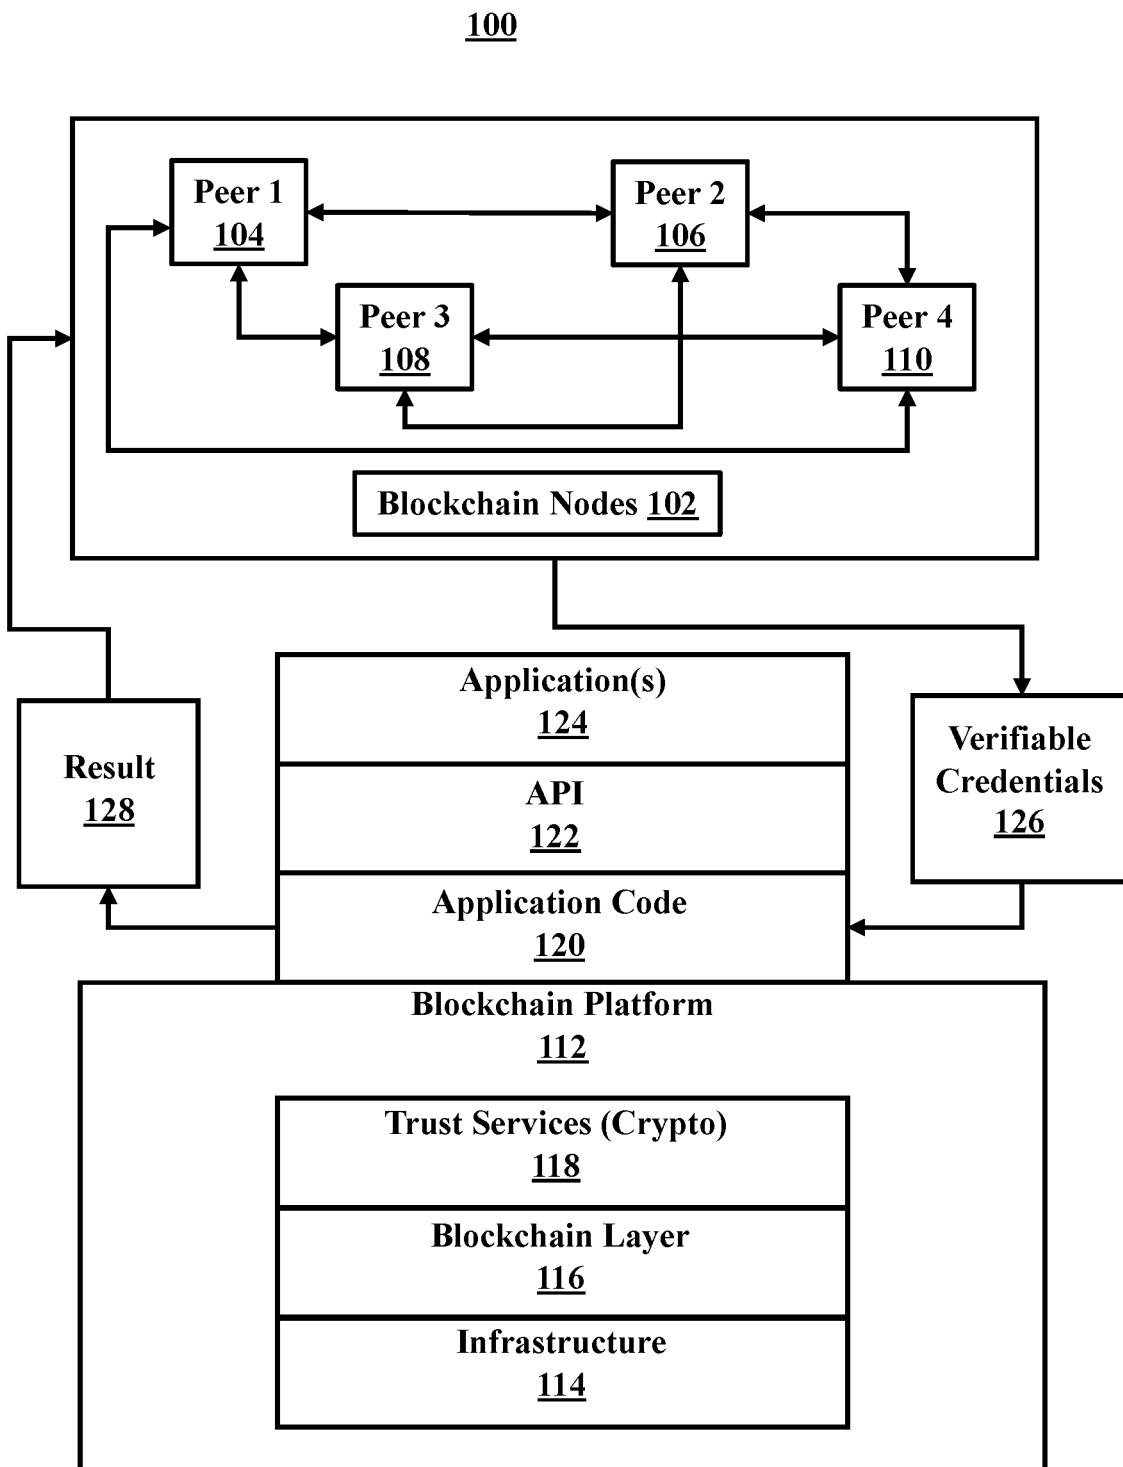 100
Peer 1
104
Peer 2
106
Peer 3
108
Peer 4
110
Blockchain Nodes 102
Application(s)
124
API
122
Application Code
120
Result
128
Verifiable
Credentials
126
Blockchain Platform
112
Trust Services (Crypto)
118
Blockchain Layer
116
Infrastructure
114